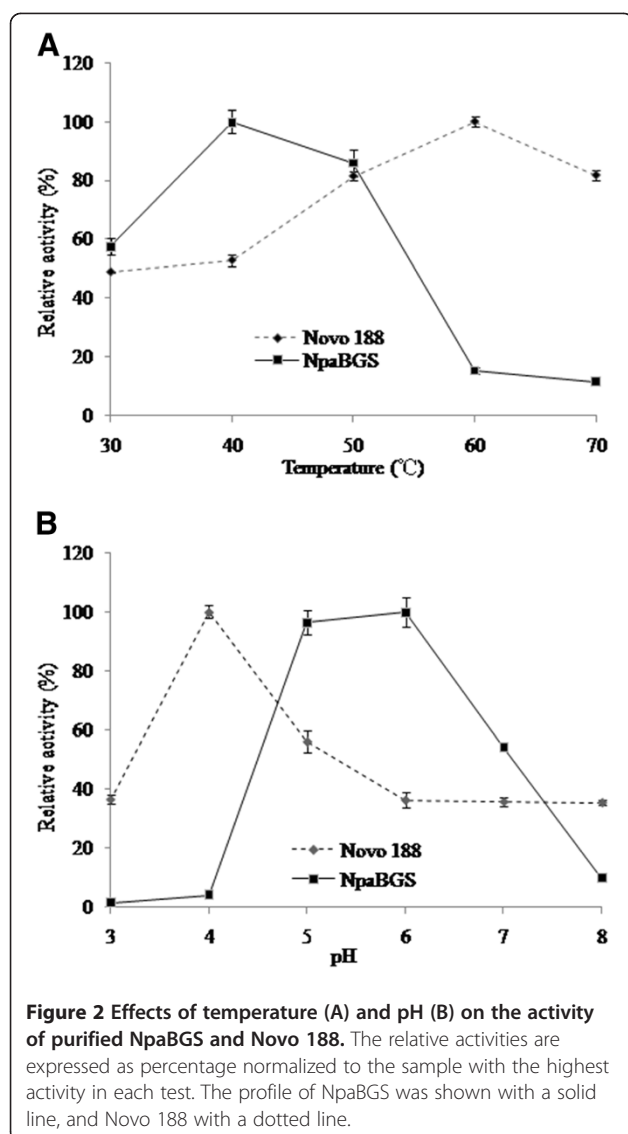 A
120
100
80
60
40
20
0
Relative activity (%)
Novo 188
NpaBGS
30 40 50 60 70
Temperature (℃)
B
120
100
80
60
40
20
0
Relative activity (%)
Novo 188
NpaBGS
3 4 5 6 7 8
pH
Figure 2 Effects of temperature (A) and pH (B) on the activity
of purified NpaBGS and Novo 188. The relative activities are
expressed as percentage normalized to the sample with the highest
activity in each test. The profile of NpaBGS was shown with a solid
line, and Novo 188 with a dotted line.